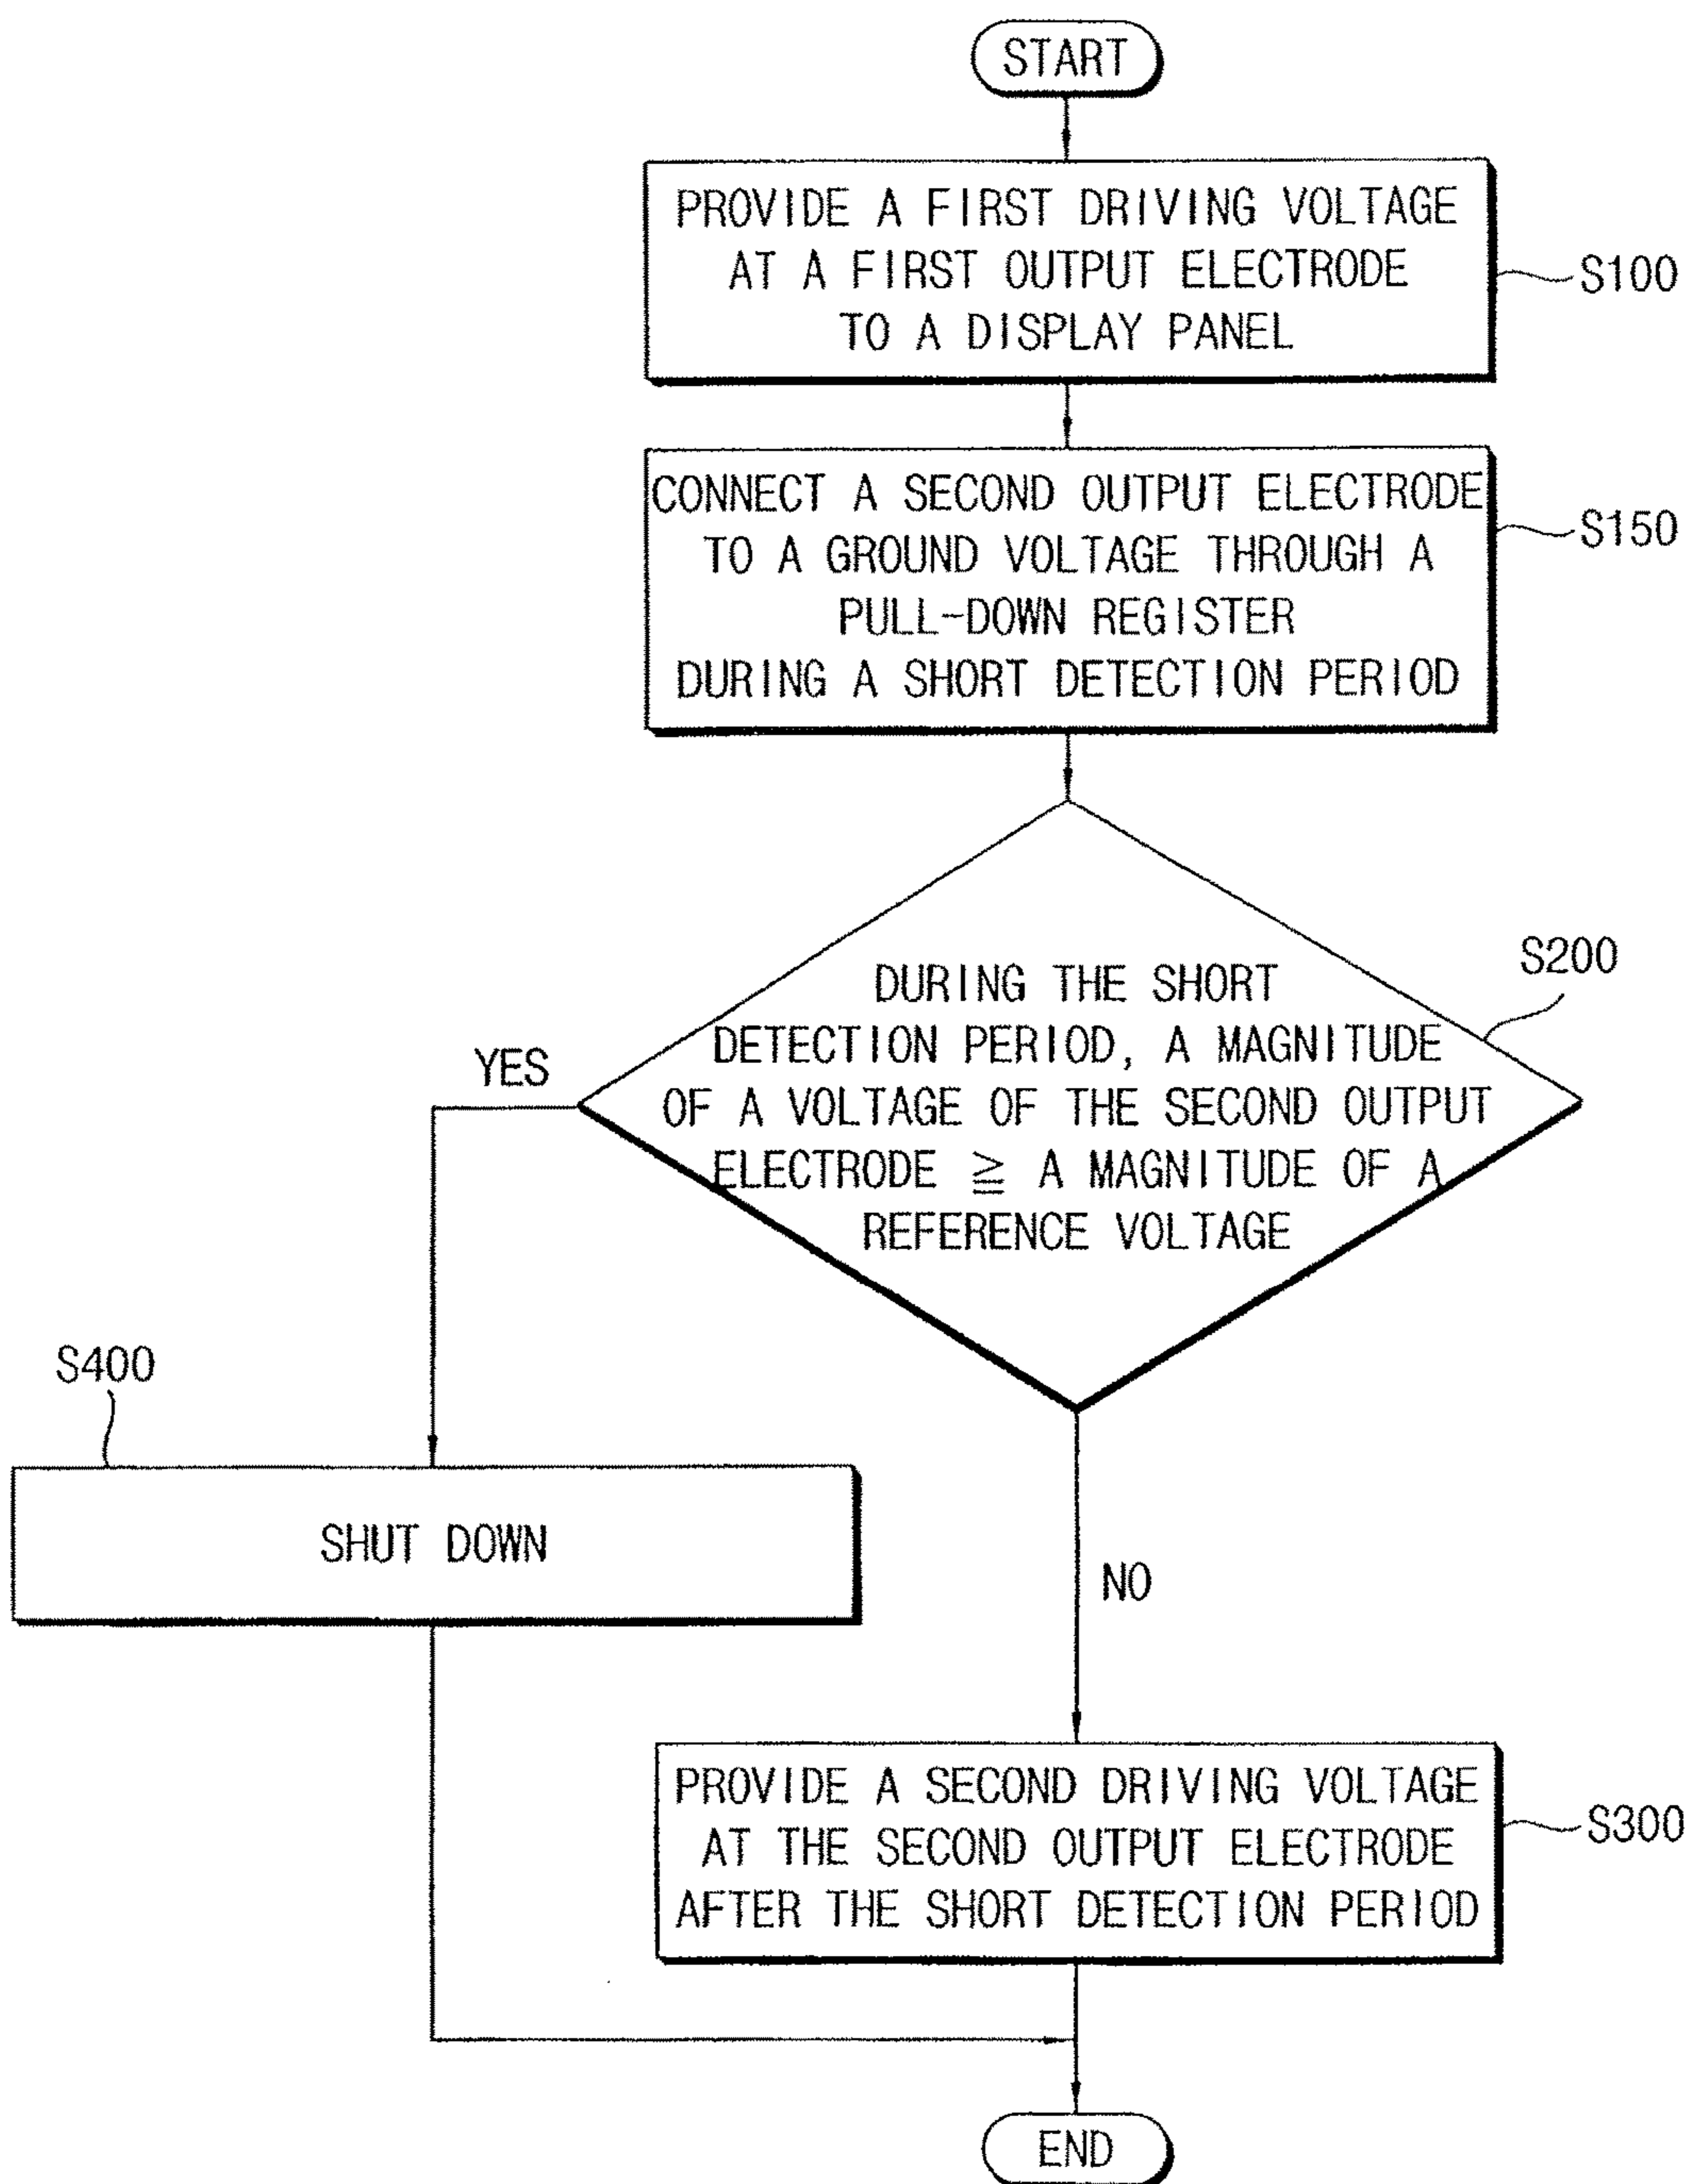 START
PROVIDE A FIRST DRIVING VOLTAGE
AT A FIRST OUTPUT ELECTRODE
TO A DISPLAY PANEL
S100
CONNECT A SECOND OUTPUT ELECTRODE
TO A GROUND VOLTAGE THROUGH A
PULL-DOWN REGISTER
DURING A SHORT DETECTION PERIOD
S150
DURING THE SHORT
DETECTION PERIOD, A MAGNITUDE
OF A VOLTAGE OF THE SECOND OUTPUT
ELECTRODE ≧ A MAGNITUDE OF A
REFERENCE VOLTAGE
S200
YES
S400
SHUT DOWN
NO
PROVIDE A SECOND DRIVING VOLTAGE
AT THE SECOND OUTPUT ELECTRODE
AFTER THE SHORT DETECTION PERIOD
S300
END